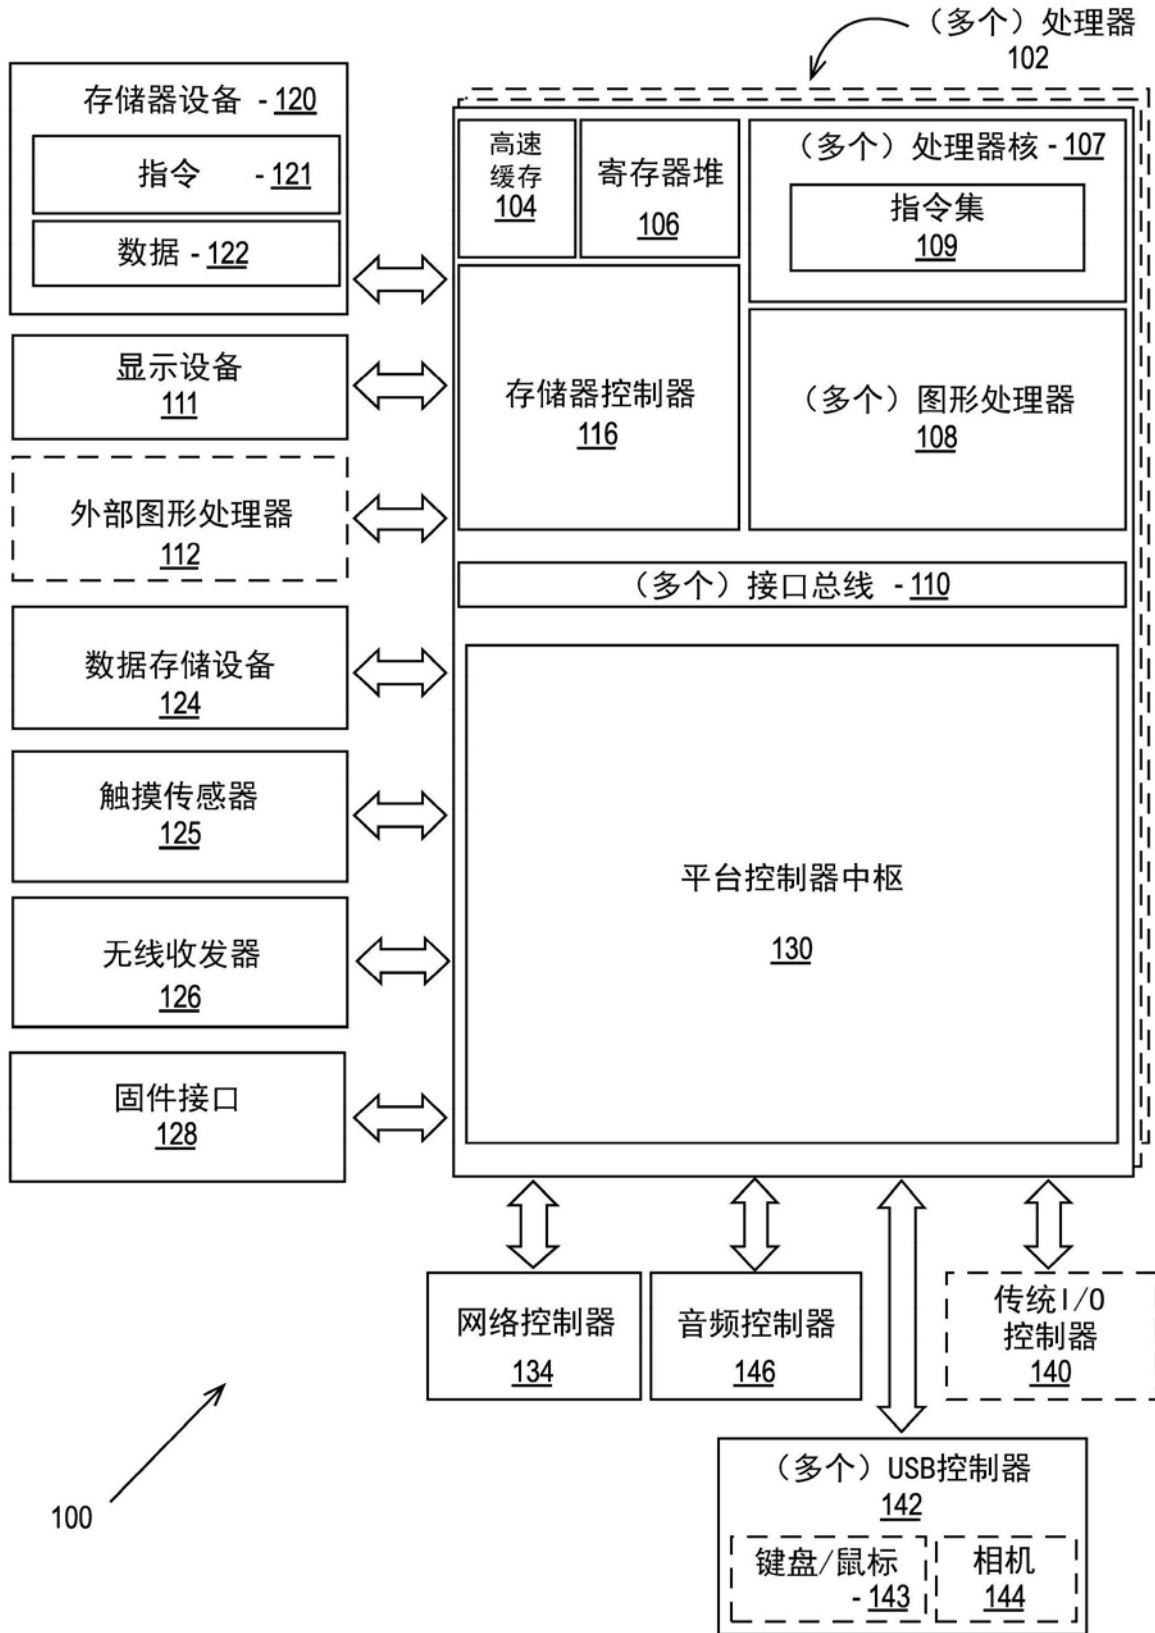 （多个）处理器
102
存储器设备 - 120
指令 - 121
数据 - 122
高速
缓存
104
寄存器堆
106
（多个）处理器核 - 107
指令集
109
显示设备
111
存储器控制器
116
（多个）图形处理器
108
外部图形处理器
112
（多个）接口总线 - 110
数据存储设备
124
触摸传感器
125
平台控制器中枢
130
无线收发器
126
固件接口
128
网络控制器
134
音频控制器
146
传统I/O
控制器
140
（多个）USB控制器
142
键盘/鼠标
- 143
相机
144
100